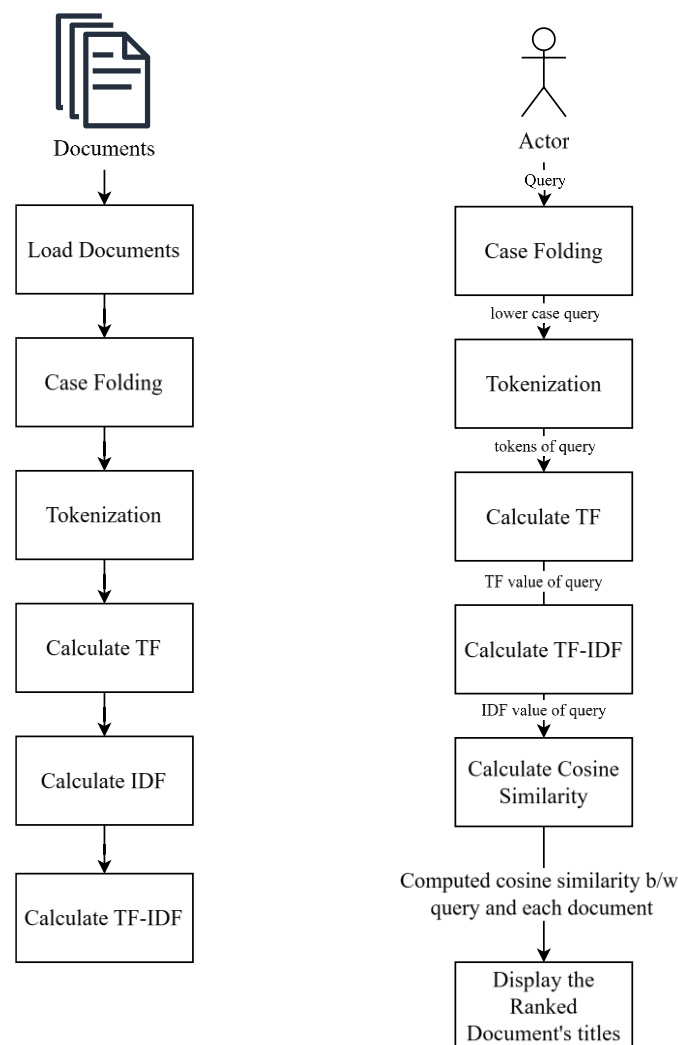 Documents
Load Documents
Case Folding
Tokenization
Calculate TF
Calculate IDF
Calculate TF-IDF
Actor
Query
Case Folding
lower case query
Tokenization
tokens of query
Calculate TF
TF value of query
Calculate TF-IDF
IDF value of query
Calculate Cosine
Similarity
Computed cosine similarity b/w
query and each document
Display the
Ranked
Document's titles